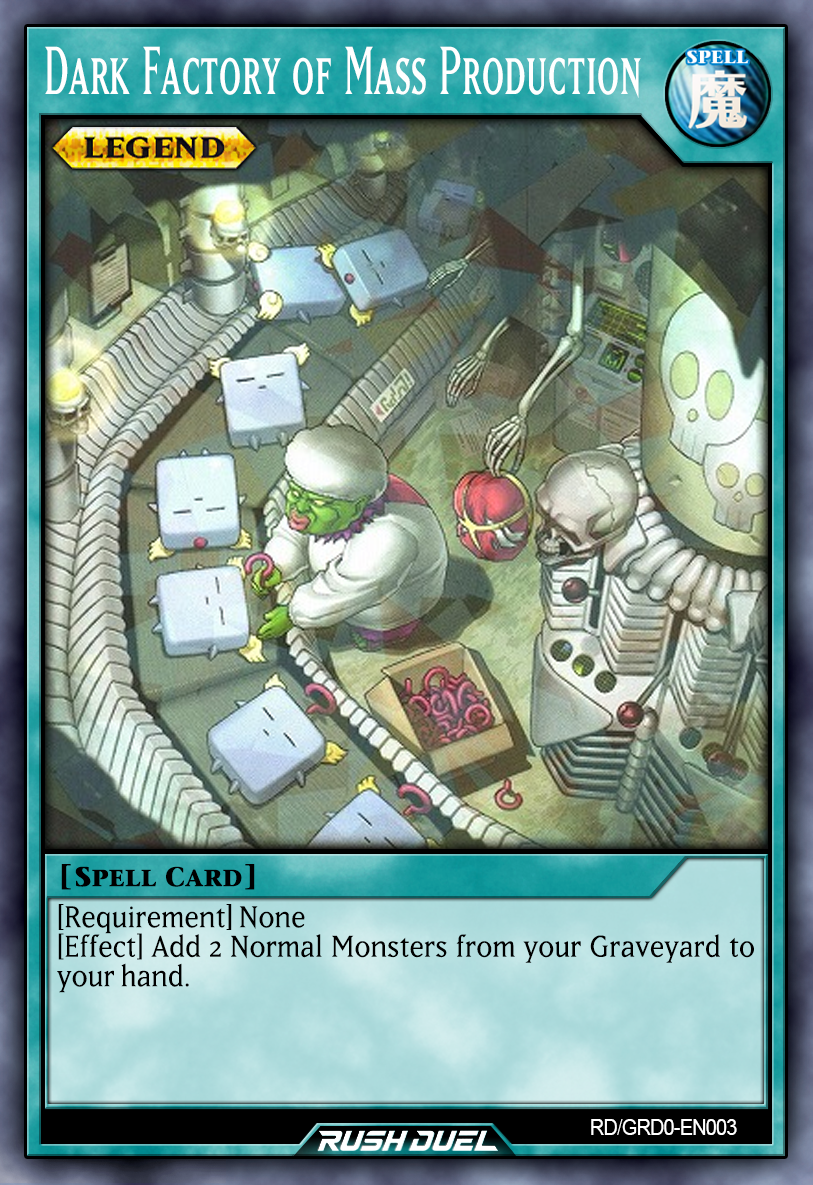 DARK FACTORY OF MASS PRODUCTION
SPELL
魔
LEGEND
[SPELL CARD]
[Requirement] None
[Effect] Add 2 Normal Monsters from your Graveyard to
your hand.
RUSH DUEL
RD/GRD0-EN003